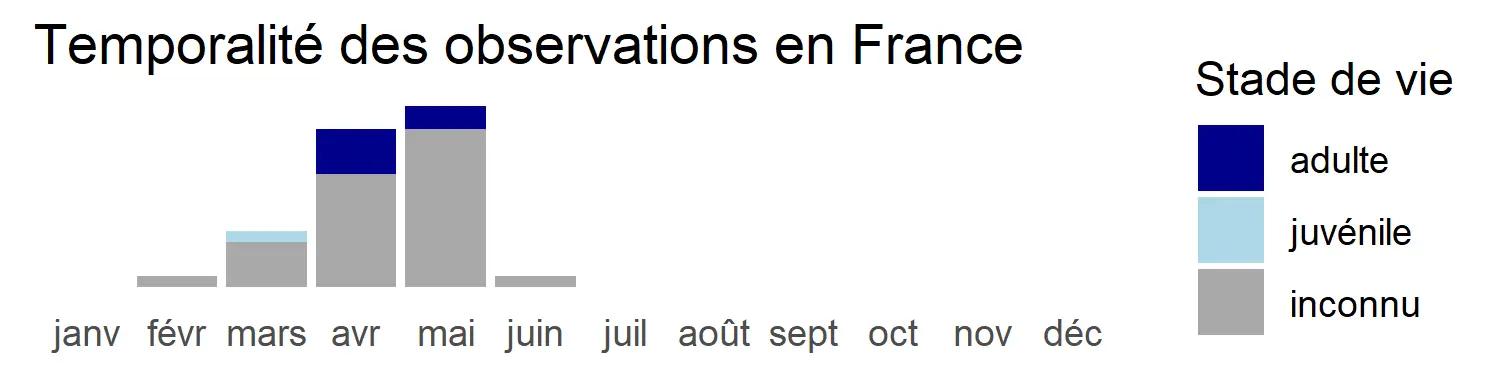 Temporalité des observations en France
janv févr mars avr mai juin juil août sept oct nov déc
Stade de vie
adulte
juvénile
inconnu